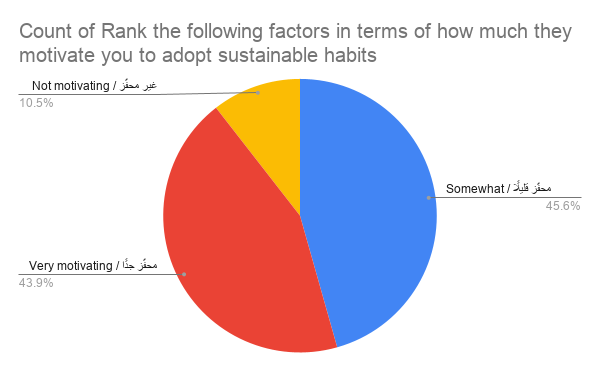 Count of Rank the following factors in terms of how much they
motivate you to adopt sustainable habits
Not motivating / غير محفّز
10.5%
Somewhat / محفّز قليلًا
45.6%
Very motivating / محفّز جدًّا
43.9%